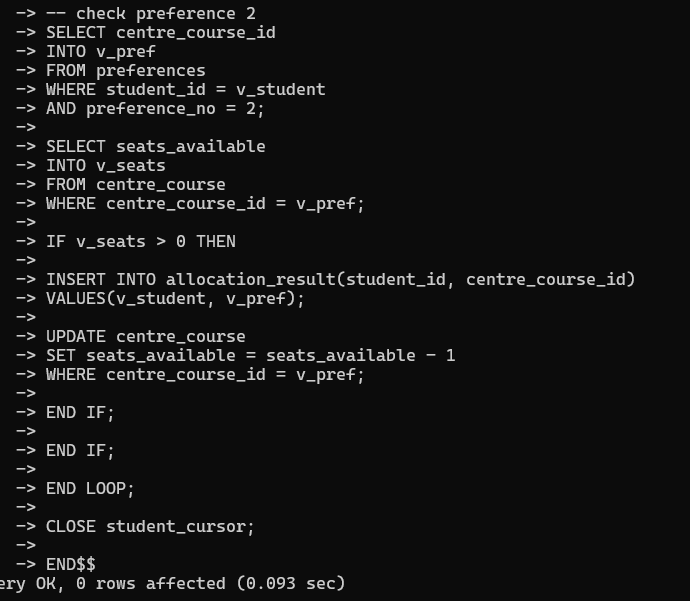 -> -- check preference 2
-> SELECT centre_course_id
-> INTO v_pref
-> FROM preferences
-> WHERE student_id = v_student
-> AND preference_no = 2;
->
-> SELECT seats_available
-> INTO v_seats
-> FROM centre_course
-> WHERE centre_course_id = v_pref;
->
-> IF v_seats > 0 THEN
->
-> INSERT INTO allocation_result(student_id, centre_course_id)
-> VALUES(v_student, v_pref);
->
-> UPDATE centre_course
-> SET seats_available = seats_available - 1
-> WHERE centre_course_id = v_pref;
->
-> END IF;
->
-> END IF;
->
-> END LOOP;
->
-> CLOSE student_cursor;
->
-> END$$
ery OK, 0 rows affected (0.093 sec)